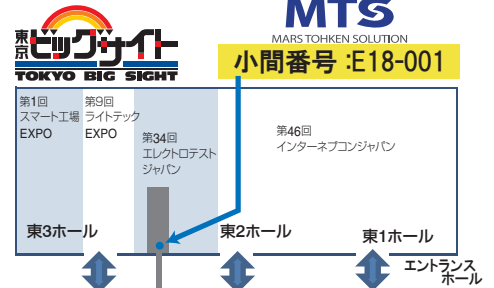 東京ビッグサイト
TOKYO BIG SIGHT
MTS
MARS TOHKEN SOLUTION
小間番号:E18-001
第1回
スマート工場
EXPO
第9回
ライトテック
EXPO
第34回
エレクトロテスト
ジャパン
第46回
インターネプコンジャパン
東3ホール
東2ホール
東1ホール
エントランス
ホール